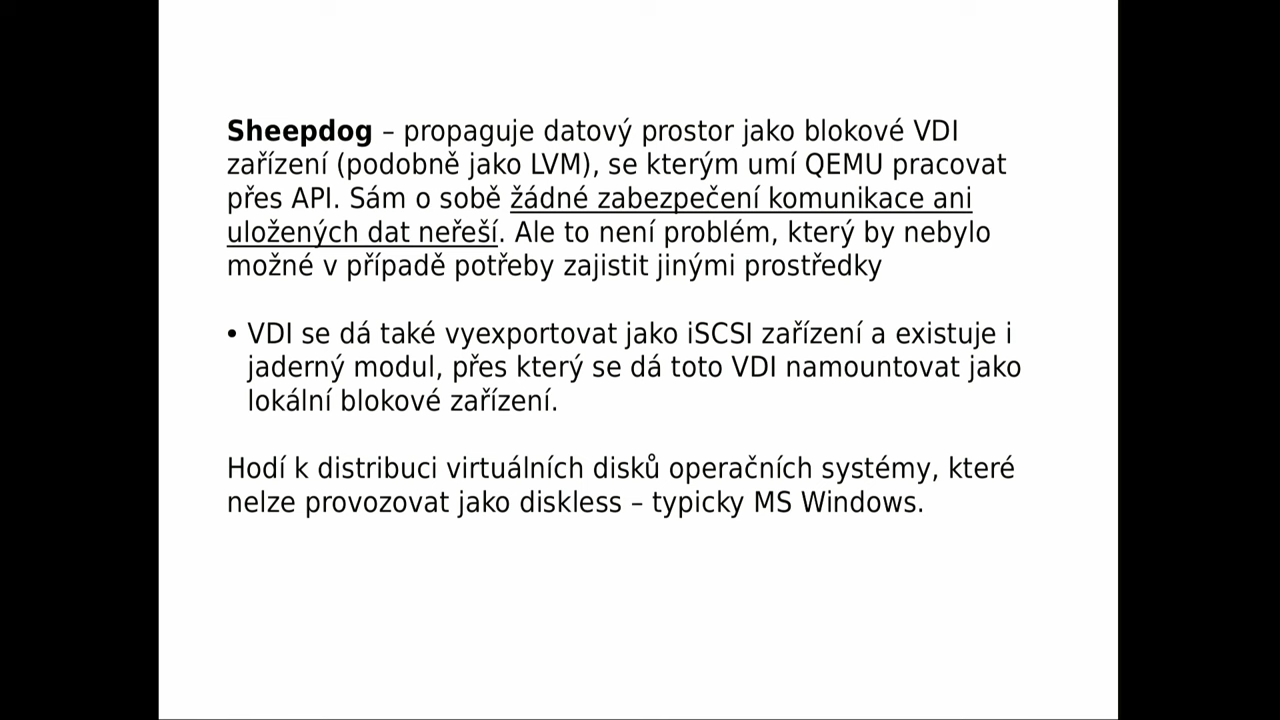 Sheepdog – propaguje datový prostor jako blokové VDI
zařízení (podobně jako LVM), se kterým umí QEMU pracovat
přes API. Sám o sobě žádné zabezpečení komunikace ani
uložených dat neřeší. Ale to není problém, který by nebylo
možné v případě potřeby zajistit jinými prostředky
• VDI se dá také vyexportovat jako iSCSI zařízení a existuje i
jaderný modul, přes který se dá toto VDI namountovat jako
lokální blokové zařízení.
Hodí k distribuci virtuálních disků operačních systémy, které
nelze provozovat jako diskless – typicky MS Windows.